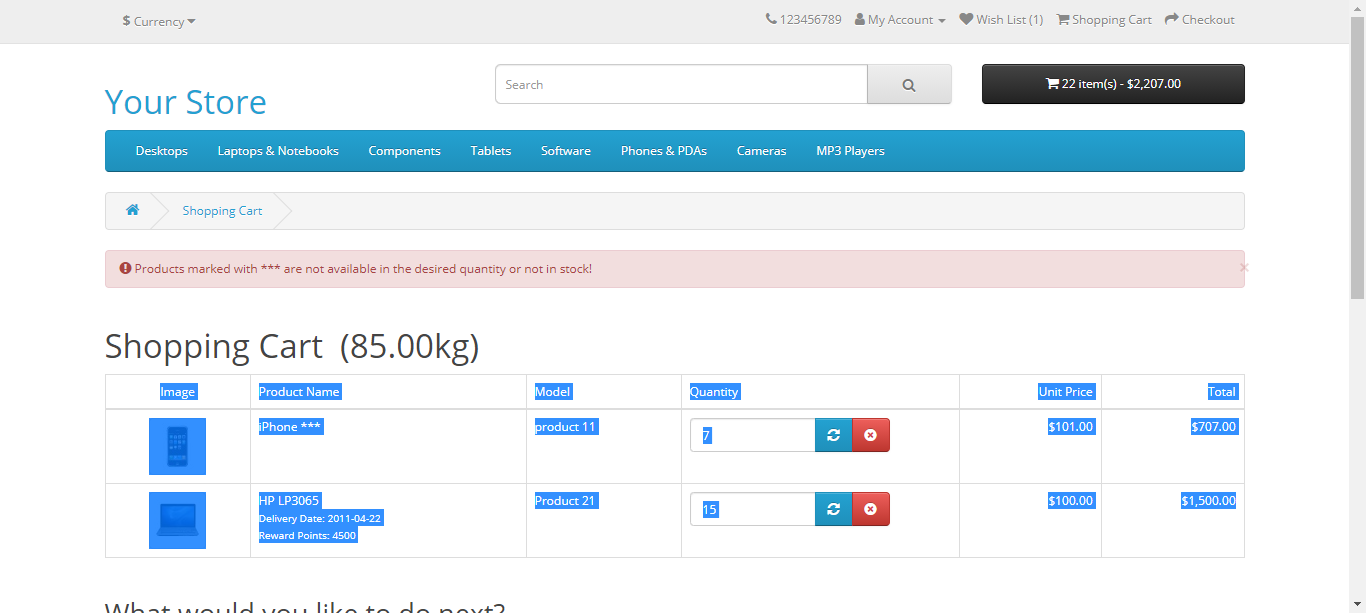 $ Currency
123456789 My Account Wish List (1) Shopping Cart Checkout
Your Store
Search
22 item(s) - $2,207.00
Desktops Laptops & Notebooks Components Tablets Software Phones & PDAs Cameras MP3 Players
Shopping Cart
Products marked with *** are not available in the desired quantity or not in stock!
×
Shopping Cart (85.00kg)
Image Product Name Model Quantity Unit Price Total
iPhone *** product 11 7 $101.00 $707.00
HP LP3065 Product 21 15 $100.00 $1,500.00
Delivery Date: 2011-04-22
Reward Points: 4500
What would you like to do next?